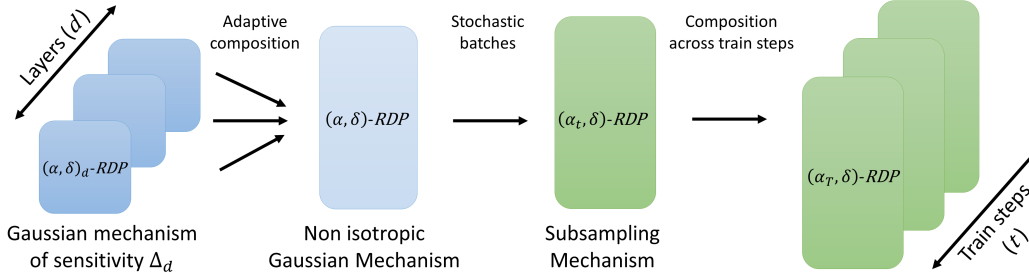 Layers (d)
(α, δ)_d-RDP
Gaussian mechanism
of sensitivity Δ_d
Adaptive
composition
(α, δ)-RDP
Non isotropic
Gaussian Mechanism
Stochastic
batches
(α_t, δ)-RDP
Subsampling
Mechanism
Composition
across train steps
(α_T, δ)-RDP
Train steps
(t)